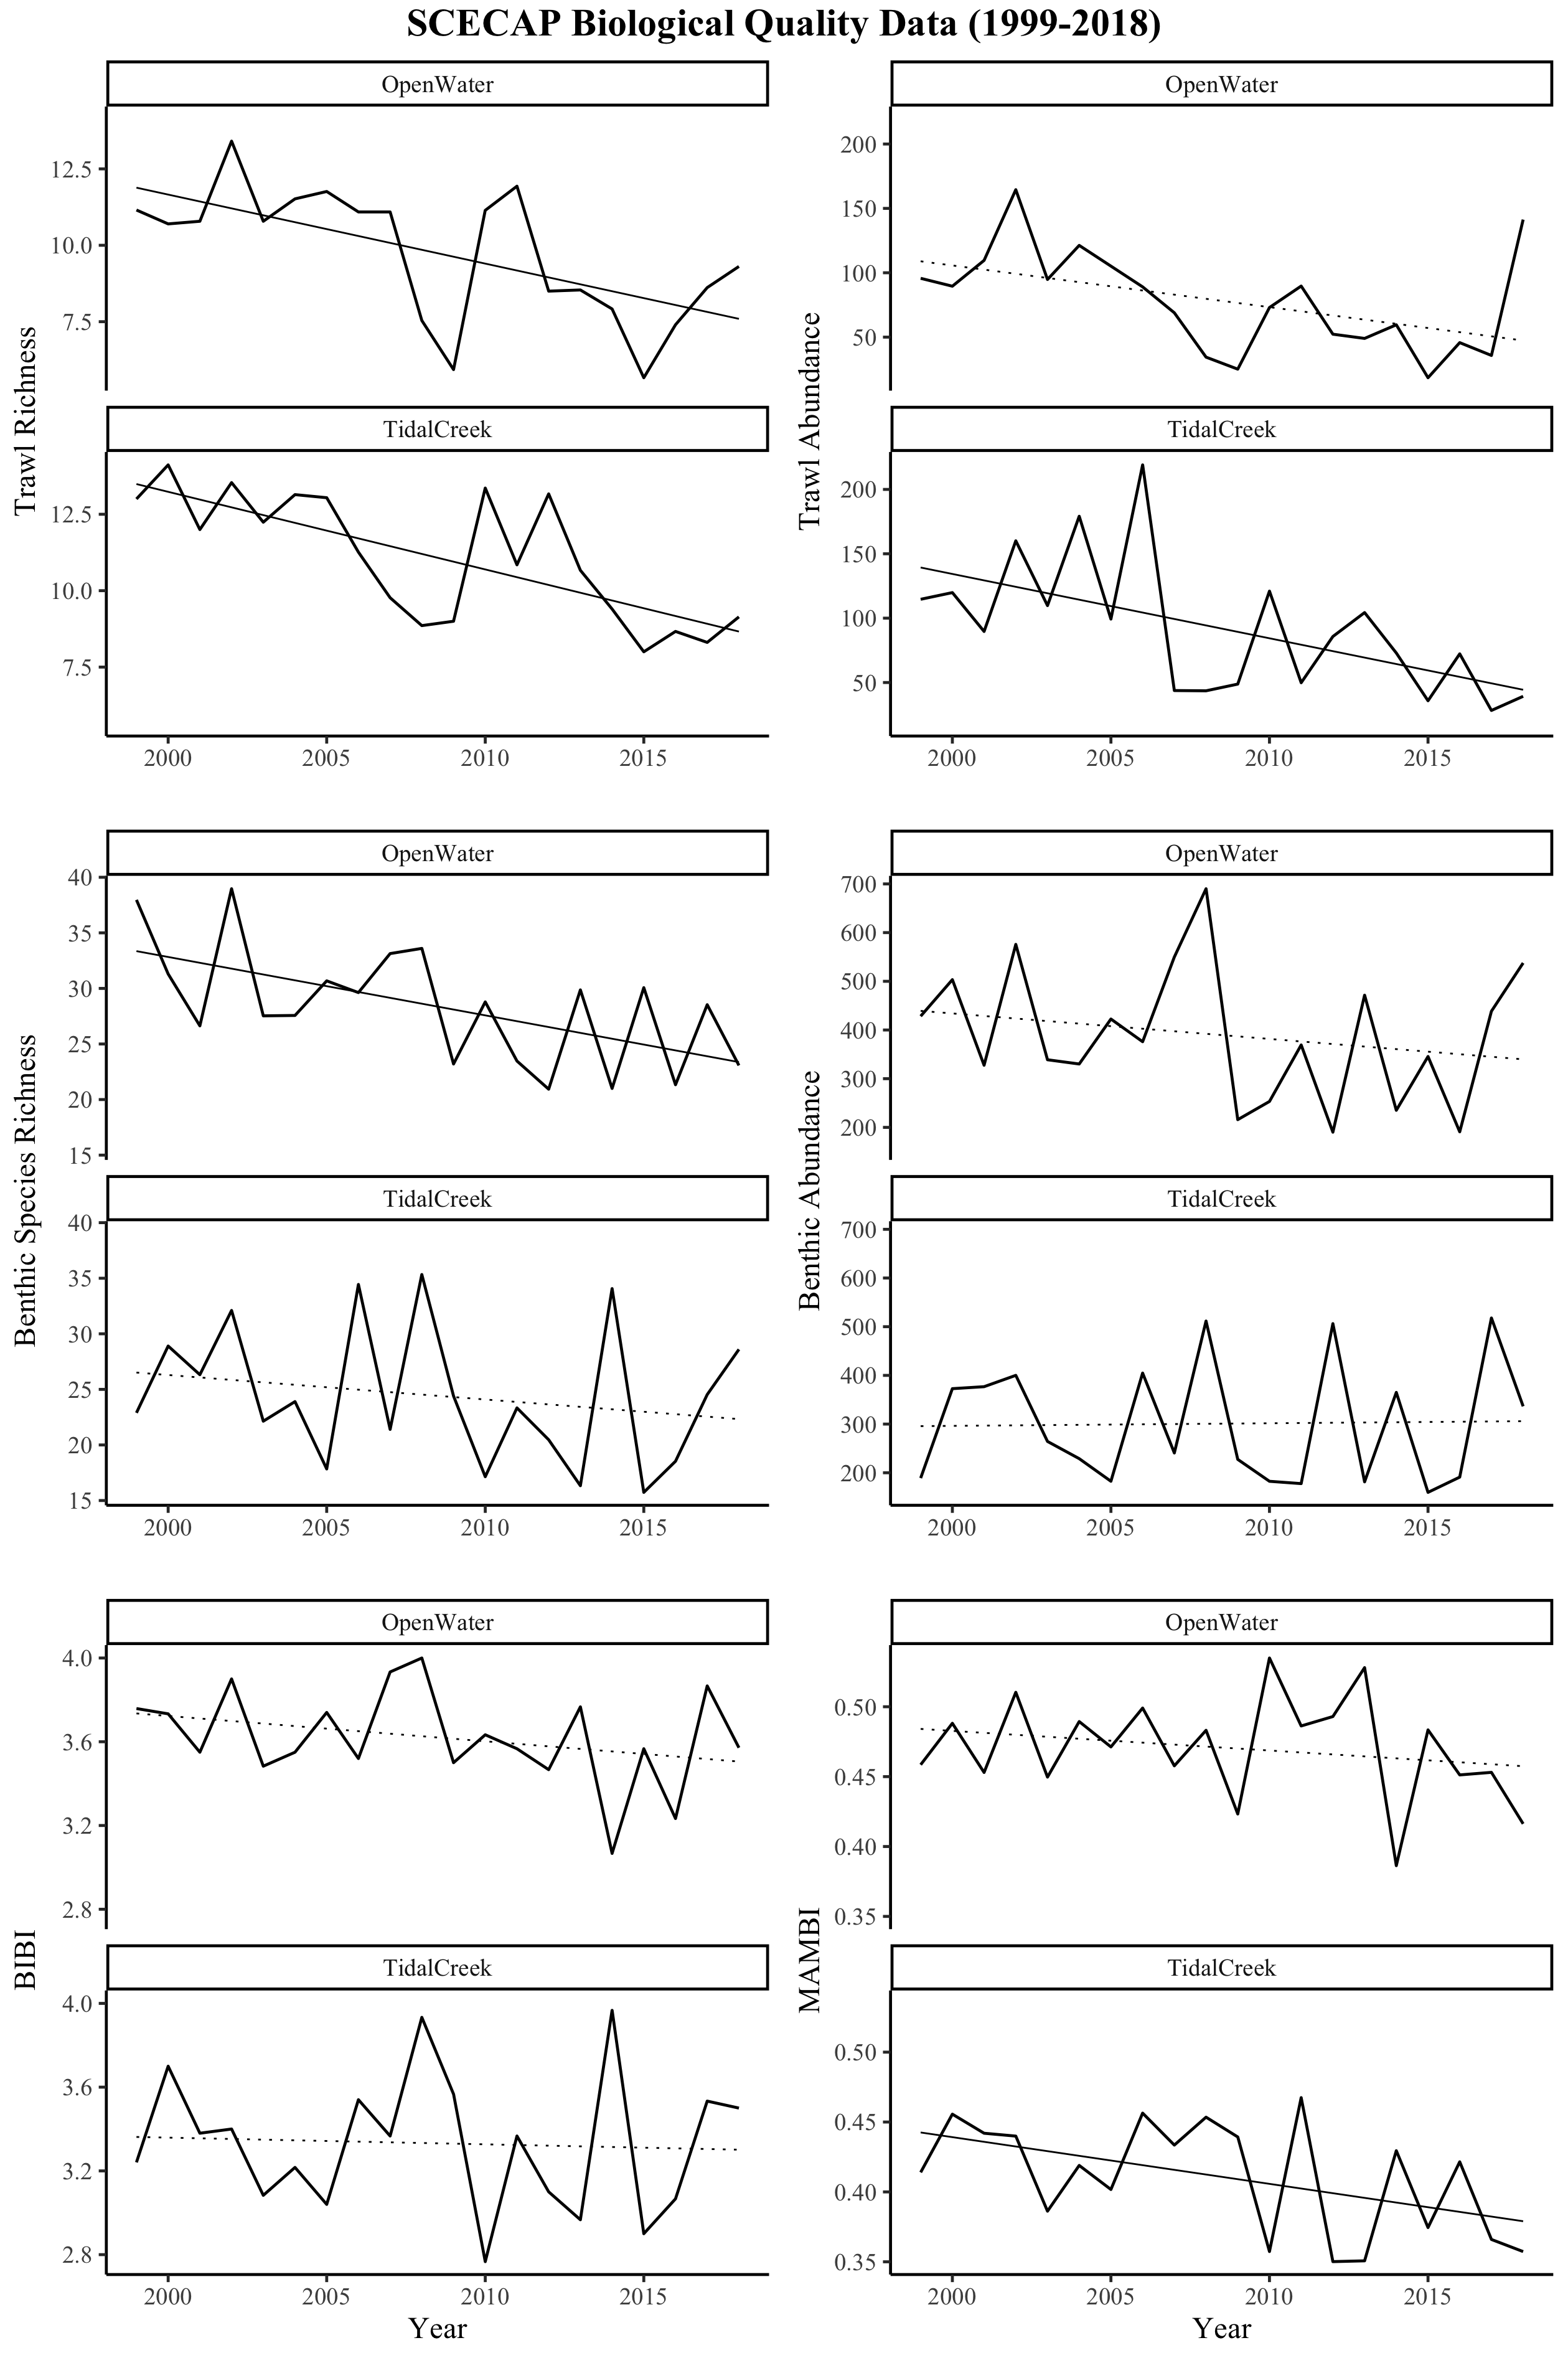 SCECAP Biological Quality Data (1999-2018)
OpenWater
Trawl Richness
12.5
10.0
7.5
TidalCreek
12.5
10.0
7.5
2000 2005 2010 2015
OpenWater
Trawl Abundance
200
150
100
50
TidalCreek
200
150
100
50
2000 2005 2010 2015
OpenWater
Benthic Species Richness
40
35
30
25
20
15
TidalCreek
40
35
30
25
20
15
2000 2005 2010 2015
OpenWater
Benthic Abundance
700
600
500
400
300
200
TidalCreek
700
600
500
400
300
200
2000 2005 2010 2015
OpenWater
BIBI
4.0
3.6
3.2
2.8
TidalCreek
4.0
3.6
3.2
2.8
2000 2005 2010 2015
Year
OpenWater
MAMBI
0.50
0.45
0.40
0.35
TidalCreek
0.50
0.45
0.40
0.35
2000 2005 2010 2015
Year